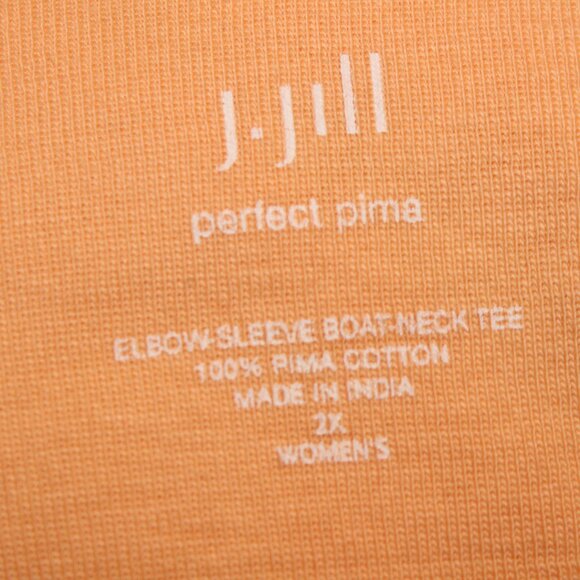 J.Jill
perfect pima
ELBOW-SLEEVE BOAT-NECK TEE
100% PIMA COTTON
MADE IN INDIA
2X
WOMEN'S